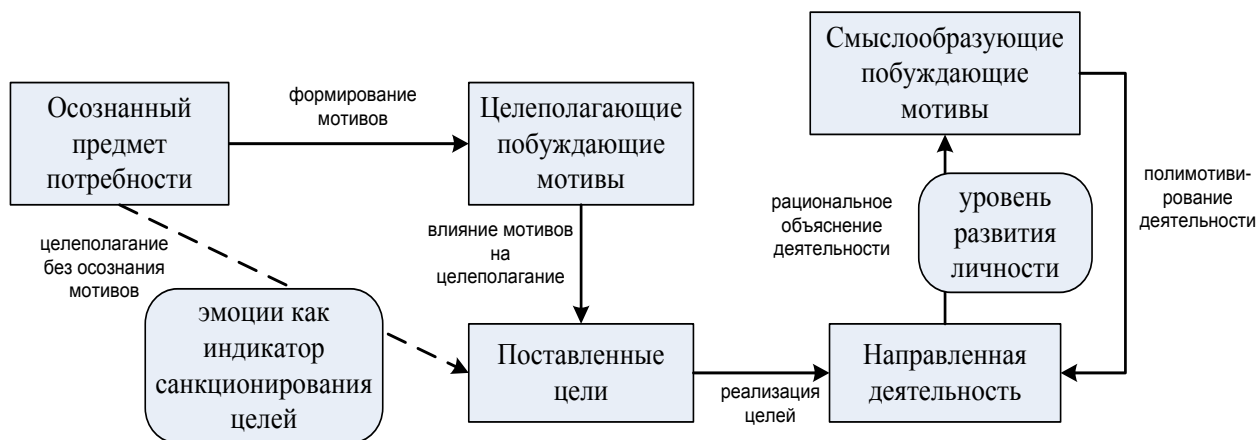 Осознанный
предмет
потребности
формирование
мотивов
Целеполагающие
побуждающие
мотивы
Смыслообразующие
побуждающие
мотивы
целеполагание
без осознания
мотивов
эмоции как
индикатор
санкционирования
целей
влияние мотивов
на
целеполагание
Поставленные
цели
реализация
целей
Направленная
деятельность
рациональное
объяснение
деятельности
уровень
развития
личности
полимотиви-
рование
деятельности